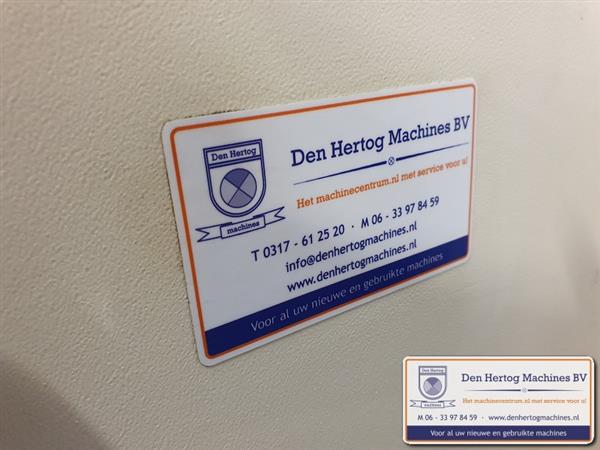 Den Hertog
machines
Den Hertog Machines BV
Het machinecentrum.nl met service voor u!
T 0317 - 61 25 20 · M 06 - 33 97 84 59
info@denhertogmachines.nl
www.denhertogmachines.nl
Voor al uw nieuwe en gebruikte machines
Den Hertog
machines
Den Hertog Machines BV
Het machinecentrum.nl met service voor u!
M 06 - 33 97 84 59 · www.denhertogmachines.nl
Voor al uw nieuwe en gebruikte machines